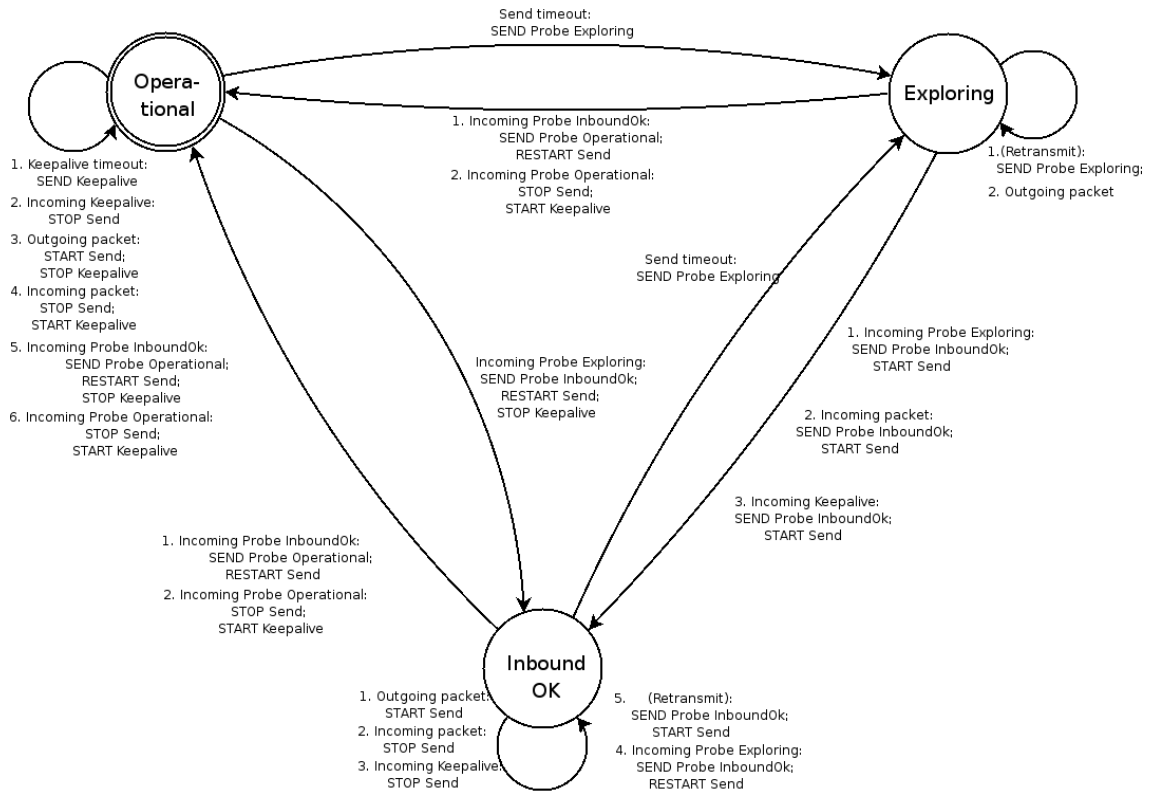 Send timeout:
SEND Probe Exploring
Opera-
tional
Exploring
1. Incoming Probe InboundOk:
SEND Probe Operational;
RESTART Send
2. Incoming Probe Operational:
STOP Send;
START Keepalive
1.(Retransmit):
SEND Probe Exploring;
2. Outgoing packet
1. Keepalive timeout:
SEND Keepalive
2. Incoming Keepalive:
STOP Send
3. Outgoing packet:
START Send;
STOP Keepalive
4. Incoming packet:
STOP Send;
START Keepalive
5. Incoming Probe InboundOk:
SEND Probe Operational;
RESTART Send;
STOP Keepalive
6. Incoming Probe Operational:
STOP Send;
START Keepalive
Send timeout:
SEND Probe Exploring
Incoming Probe Exploring:
SEND Probe InboundOk;
RESTART Send;
STOP Keepalive
1. Incoming Probe Exploring:
SEND Probe InboundOk;
START Send
2. Incoming packet:
SEND Probe InboundOk;
START Send
3. Incoming Keepalive:
SEND Probe InboundOk;
START Send
1. Incoming Probe InboundOk:
SEND Probe Operational;
RESTART Send
2. Incoming Probe Operational:
STOP Send;
START Keepalive
Inbound
OK
1. Outgoing packet:
START Send
2. Incoming packet:
STOP Send
3. Incoming Keepalive:
STOP Send
5. (Retransmit):
SEND Probe InboundOk;
START Send
4. Incoming Probe Exploring:
SEND Probe InboundOk;
RESTART Send